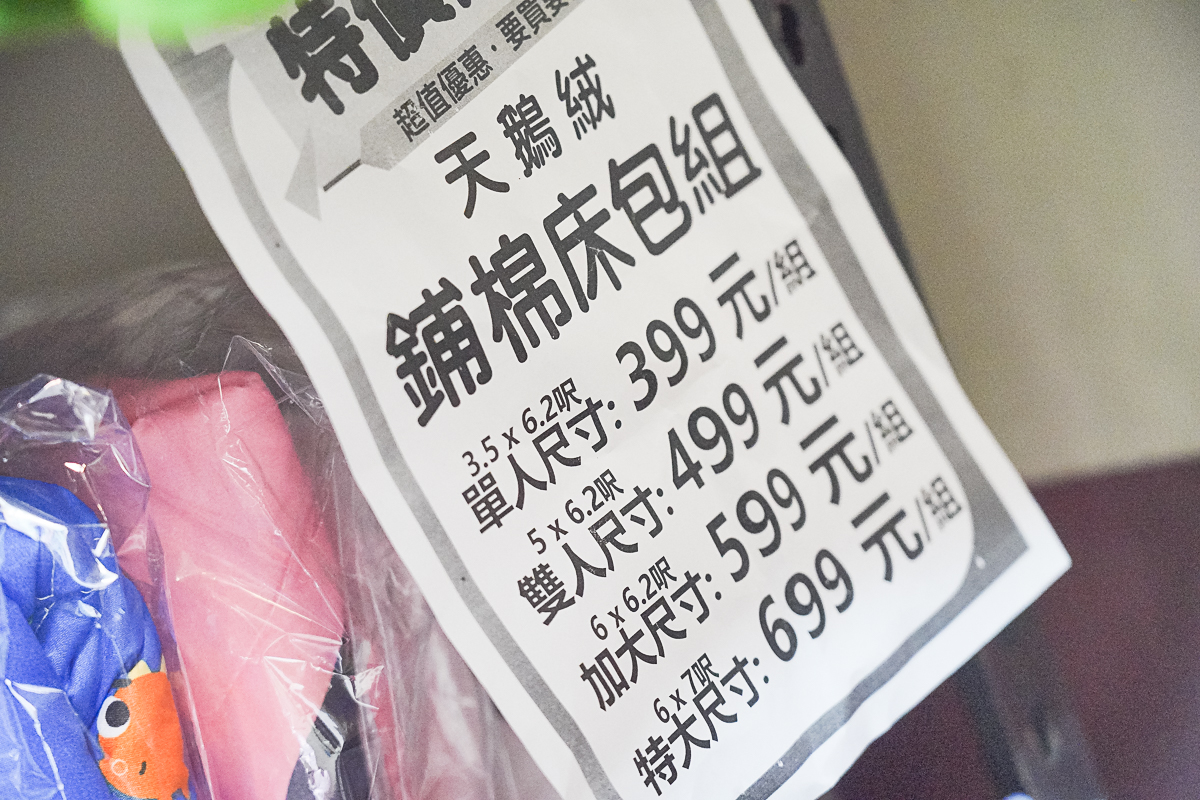 特價
超值優惠，要買要
天鵝絨
鋪棉床包組
3.5 x 6.2呎
單人尺寸: 399 元/組
5 x 6.2呎
雙人尺寸: 499 元/組
6 x 6.2呎
加大尺寸: 599 元/組
6 x 7呎
特大尺寸: 699 元/組